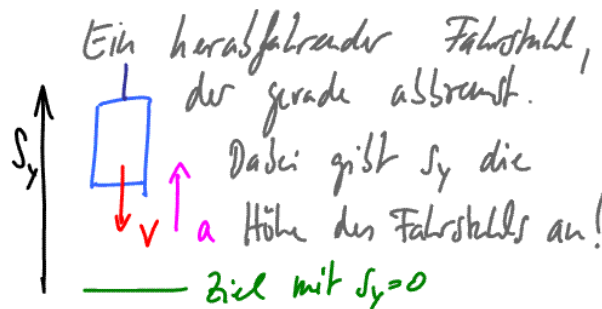 Ein herabfahrender Fahrstuhl,
der gerade abbremst.
Dabei gibt sy die
Höhe des Fahrstuhls an!
sy
v
a
Ziel mit sy=0